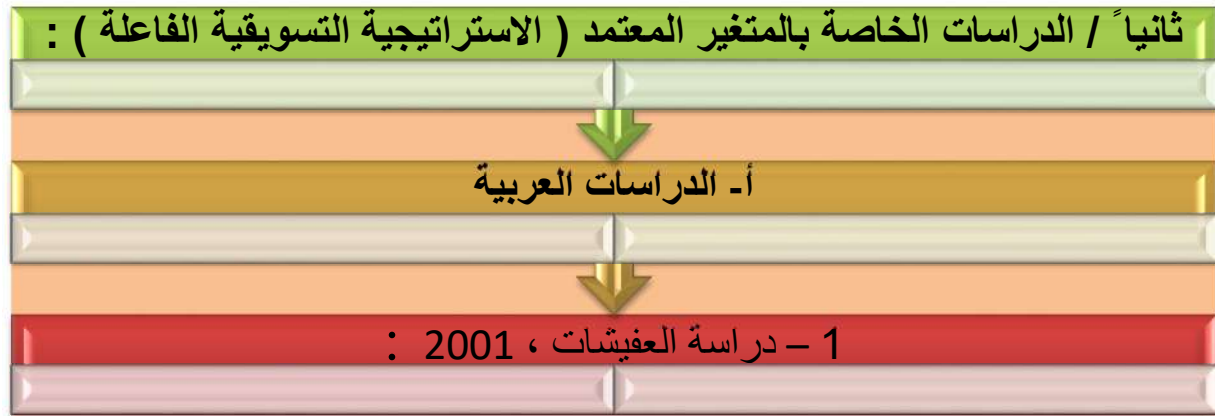 ثانيا ً / الدراسات الخاصة بالمتغير المعتمد ( الاستراتيجية التسويقية الفاعلة ) :
أ- الدراسات العربية
1 – دراسة العفيشات ، 2001 :